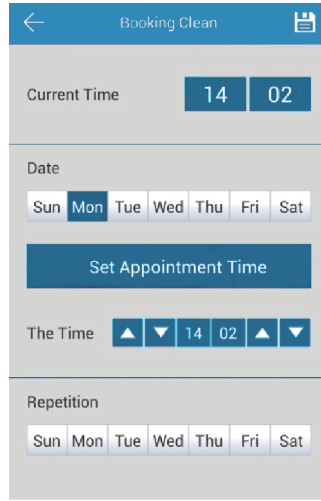 Booking Clean
Current Time 14 02
Date
Sun Mon Tue Wed Thu Fri Sat
Set Appointment Time
The Time 14 02
Repetition
Sun Mon Tue Wed Thu Fri Sat